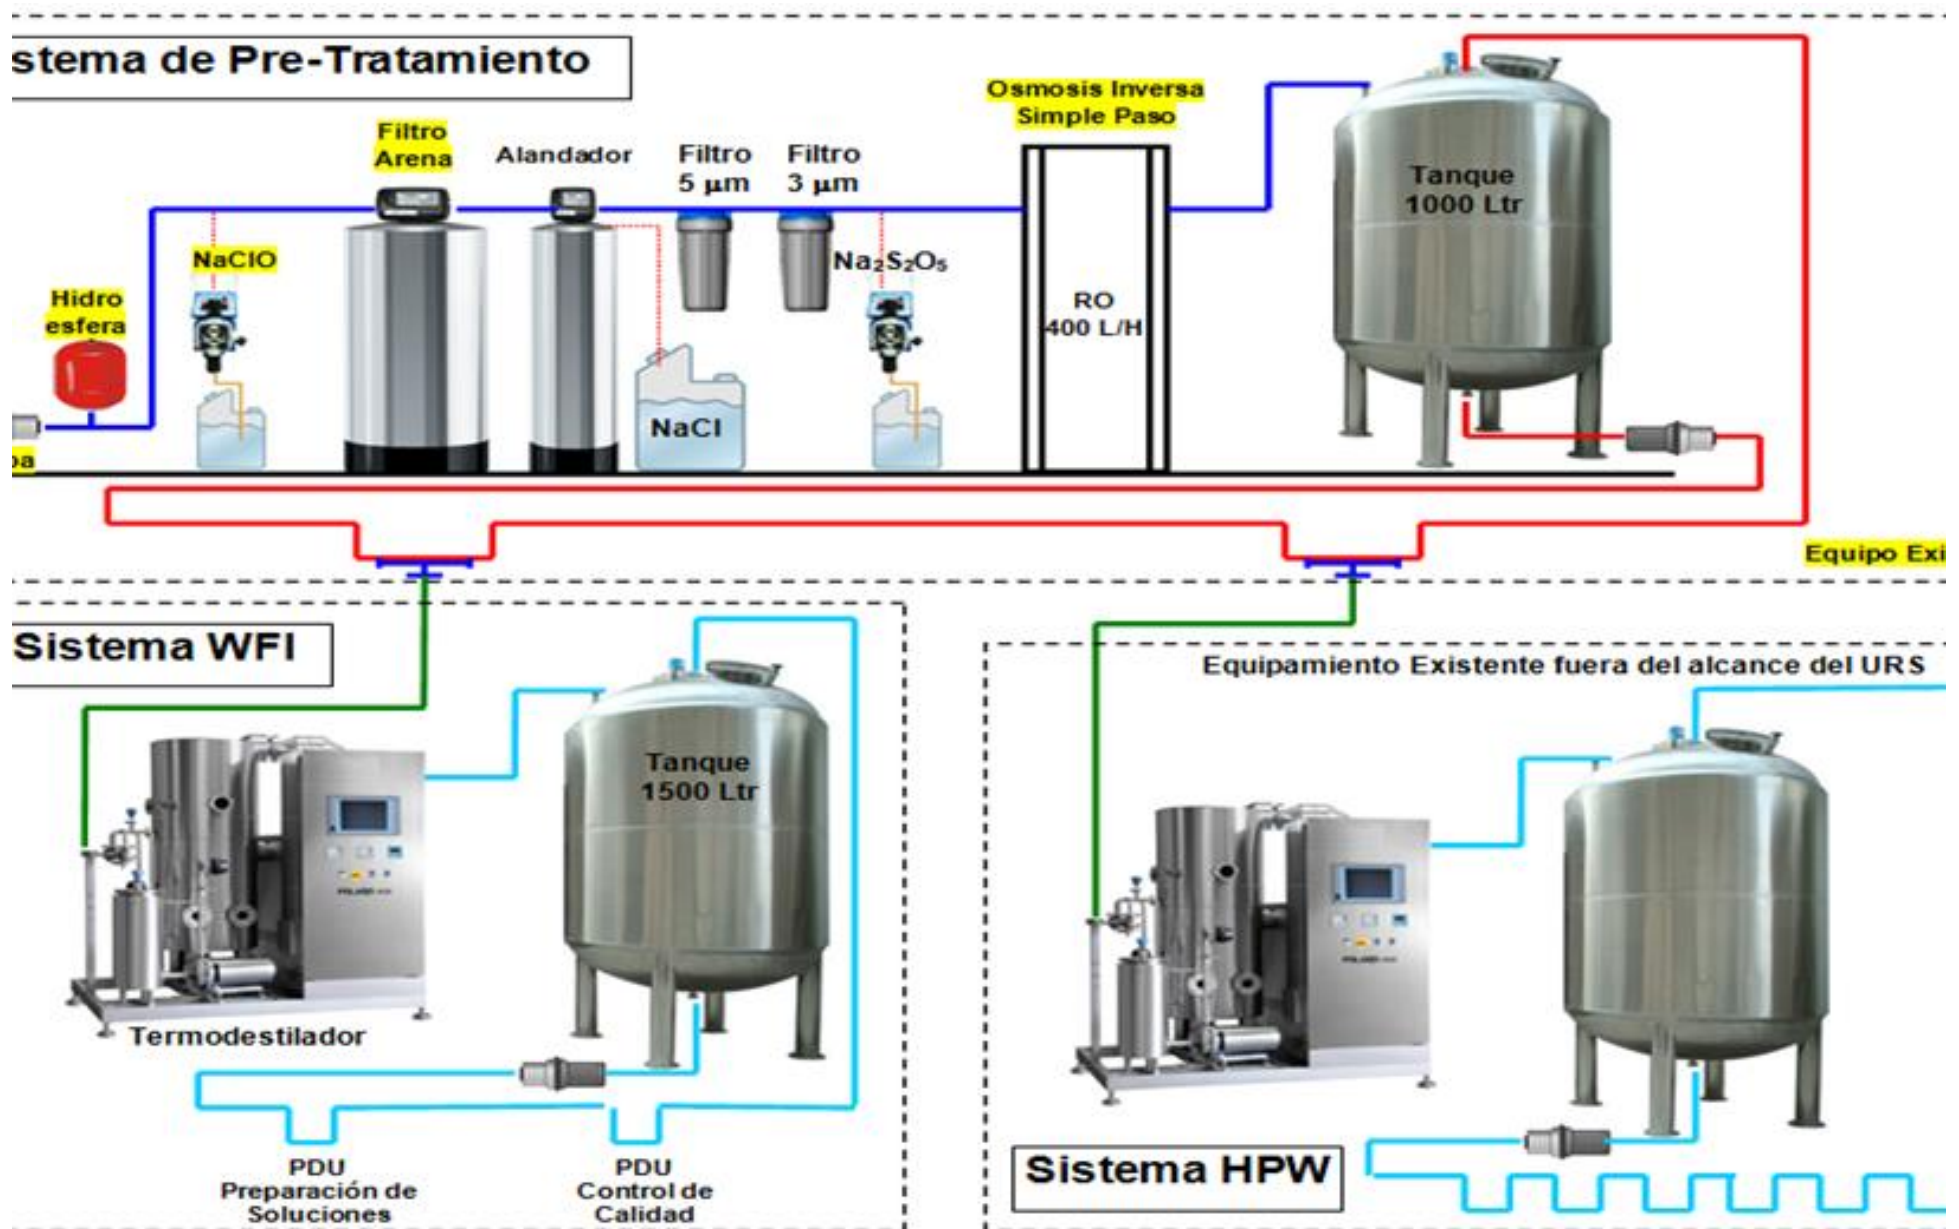 stema de Pre-Tratamiento
Osmosis Inversa
Simple Paso
Filtro
Arena
Alandador
Filtro
5 µm
Filtro
3 µm
Tanque
1000 Ltr
NaClO
Na₂S₂O₅
Hidro
esfera
RO
400 L/H
NaCl
pa
Equipo Exi
Sistema WFI
Equipamiento Existente fuera del alcance del URS
Tanque
1500 Ltr
Termodestilador
PDU
Preparación de
Soluciones
PDU
Control de
Calidad
Sistema HPW